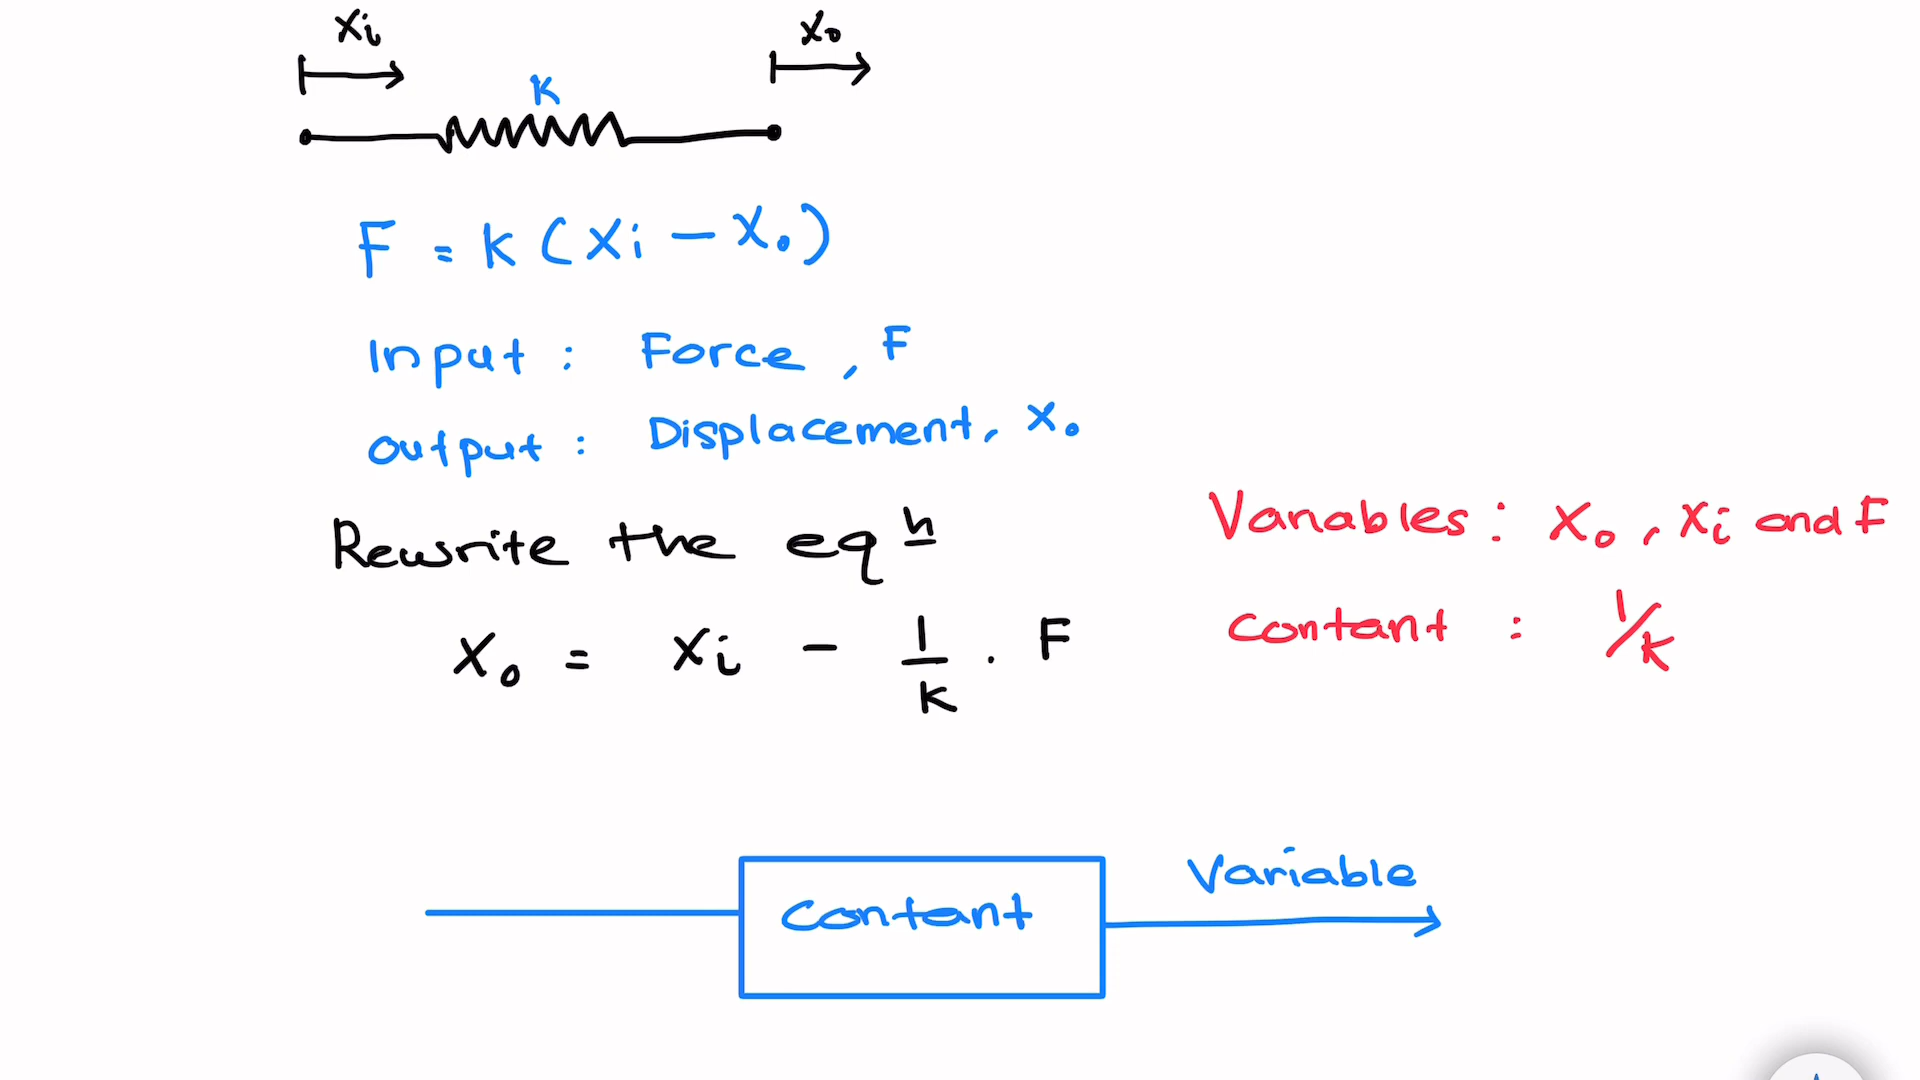 Xi
Xo
K
F = K (Xi - Xo)
Input : Force, F
output : Displacement, Xo
Rewrite the eqn
Variables : Xo, Xi and F
Xo = Xi - 1/K . F
contant : 1/K
Variable
contant